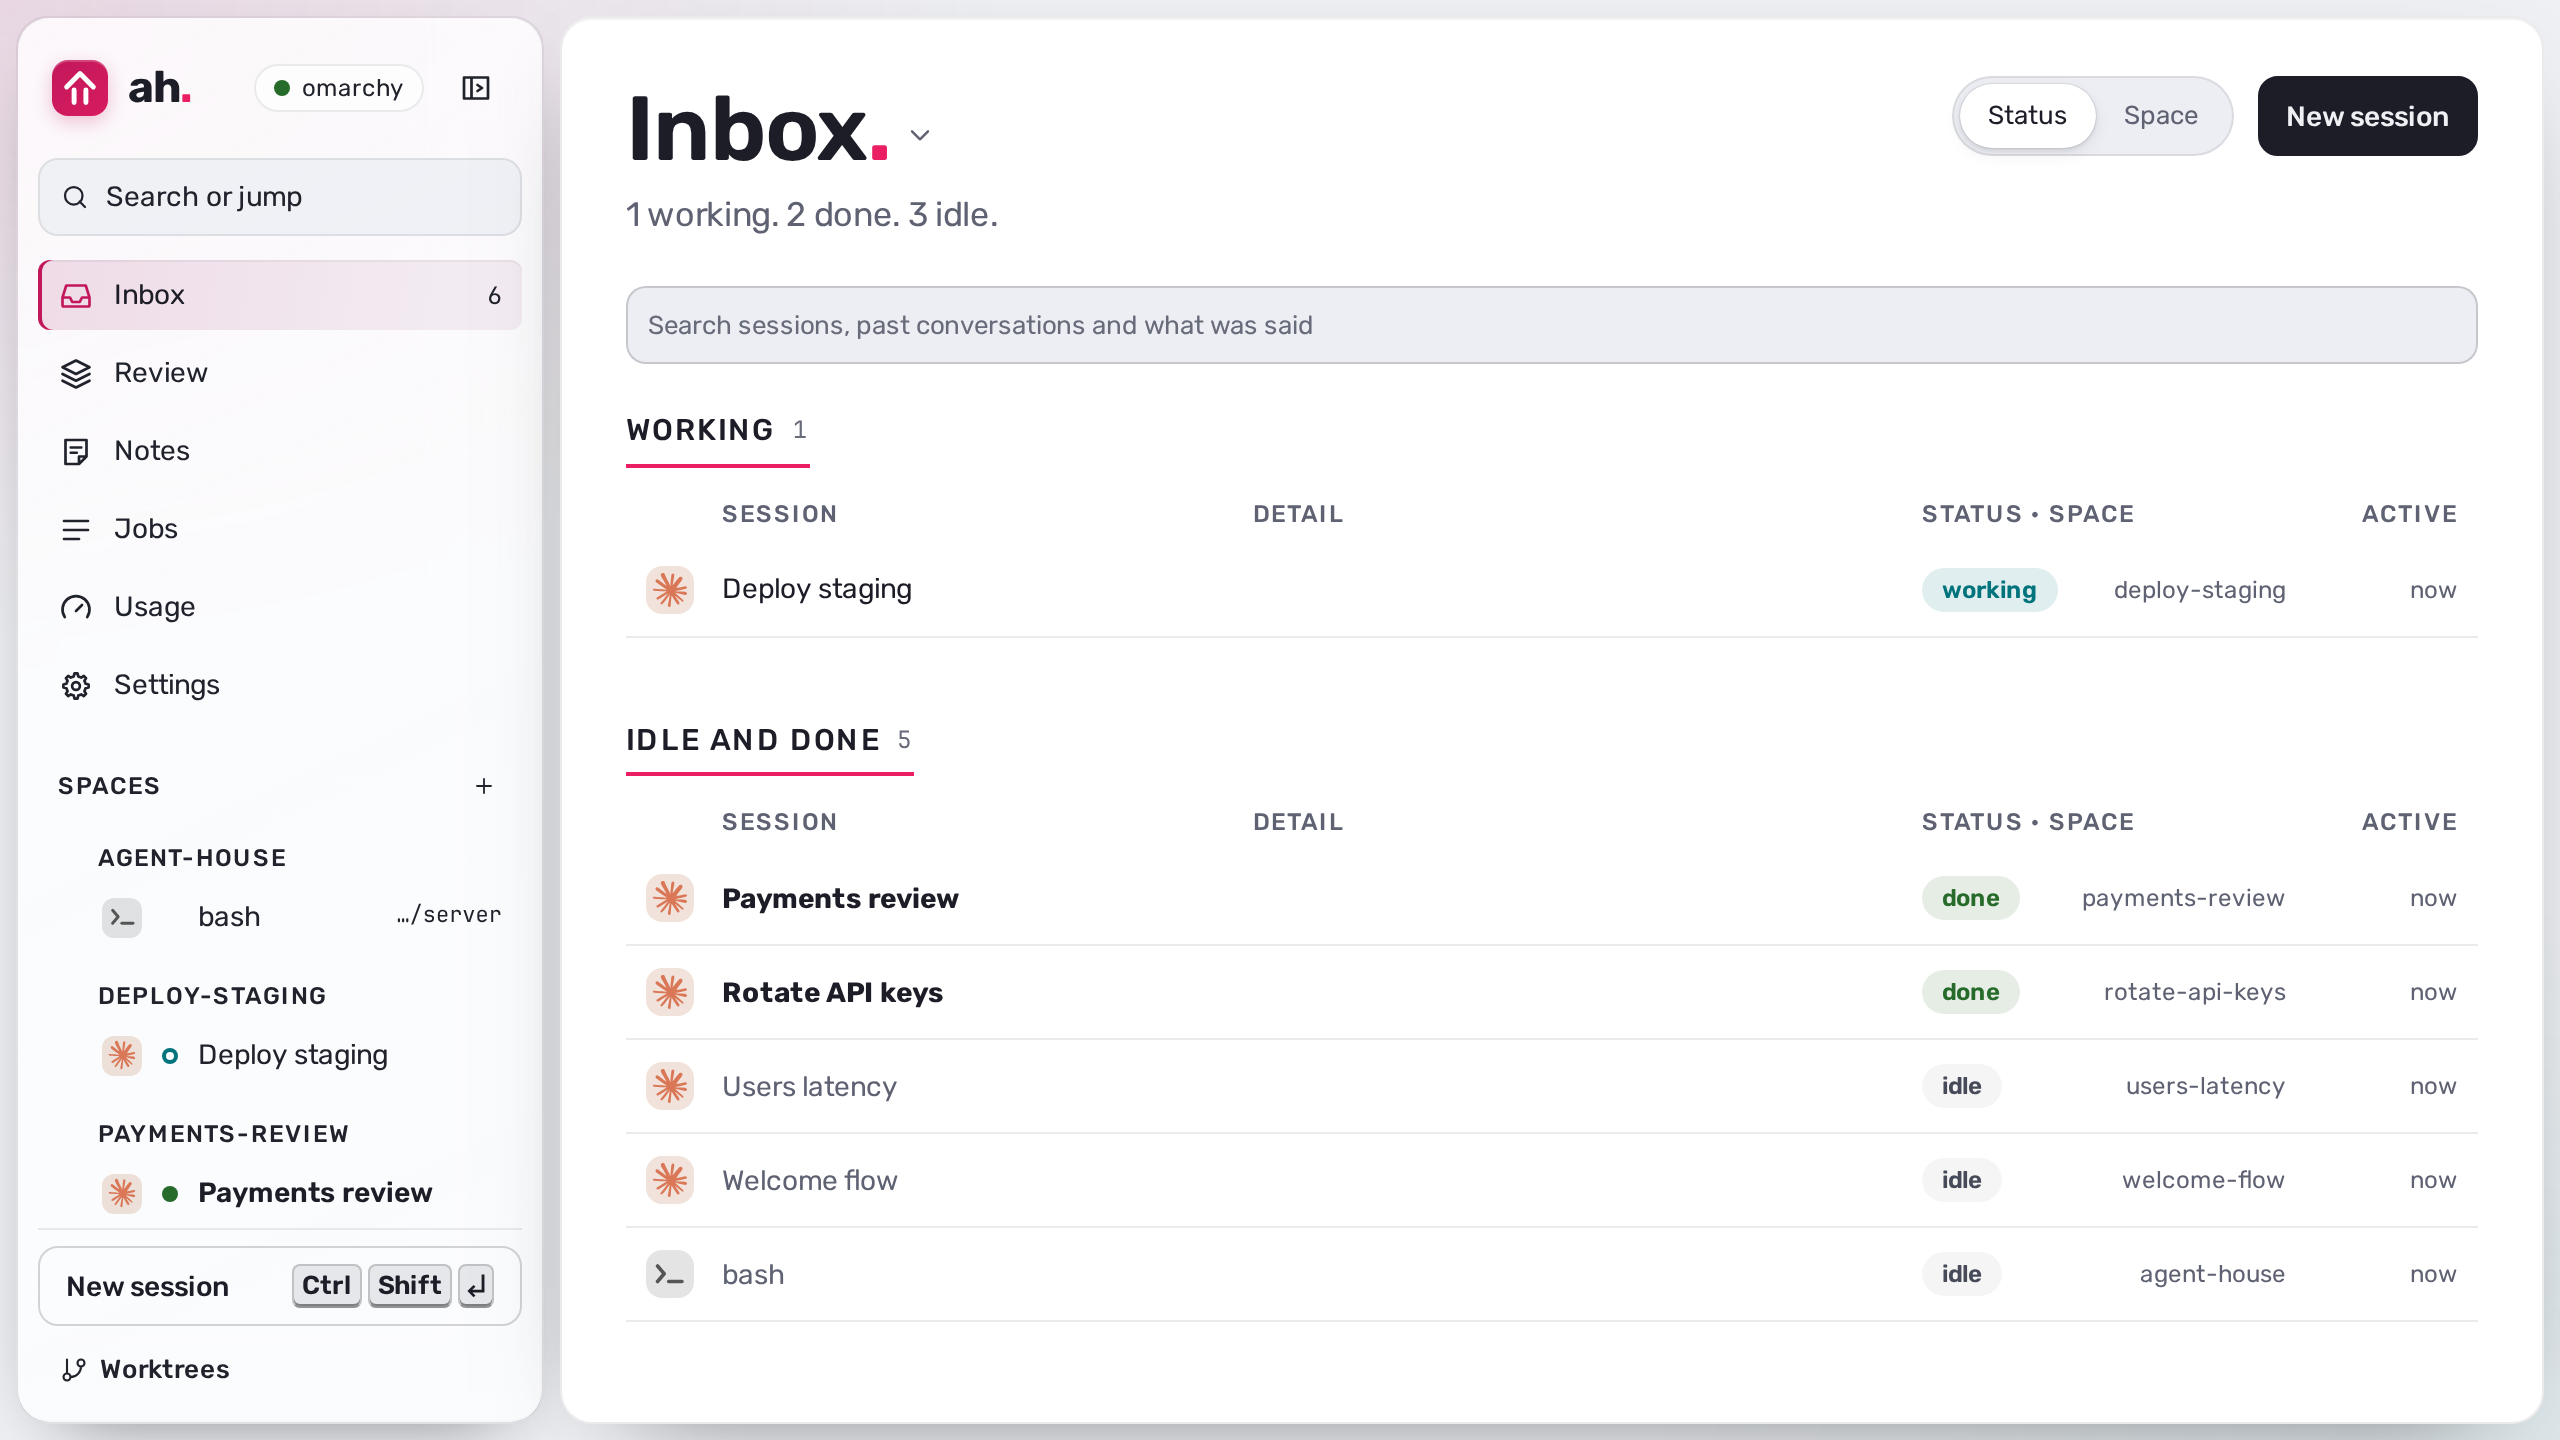 ah.
omarchy
Search or jump
Inbox 6
Review
Notes
Jobs
Usage
Settings
SPACES
AGENT-HOUSE
bash …/server
DEPLOY-STAGING
Deploy staging
PAYMENTS-REVIEW
Payments review
New session Ctrl Shift
Worktrees
Inbox.
1 working. 2 done. 3 idle.
Status Space New session
Search sessions, past conversations and what was said
WORKING 1
SESSION DETAIL STATUS • SPACE ACTIVE
Deploy staging working deploy-staging now
IDLE AND DONE 5
SESSION DETAIL STATUS • SPACE ACTIVE
Payments review done payments-review now
Rotate API keys done rotate-api-keys now
Users latency idle users-latency now
Welcome flow idle welcome-flow now
bash idle agent-house now